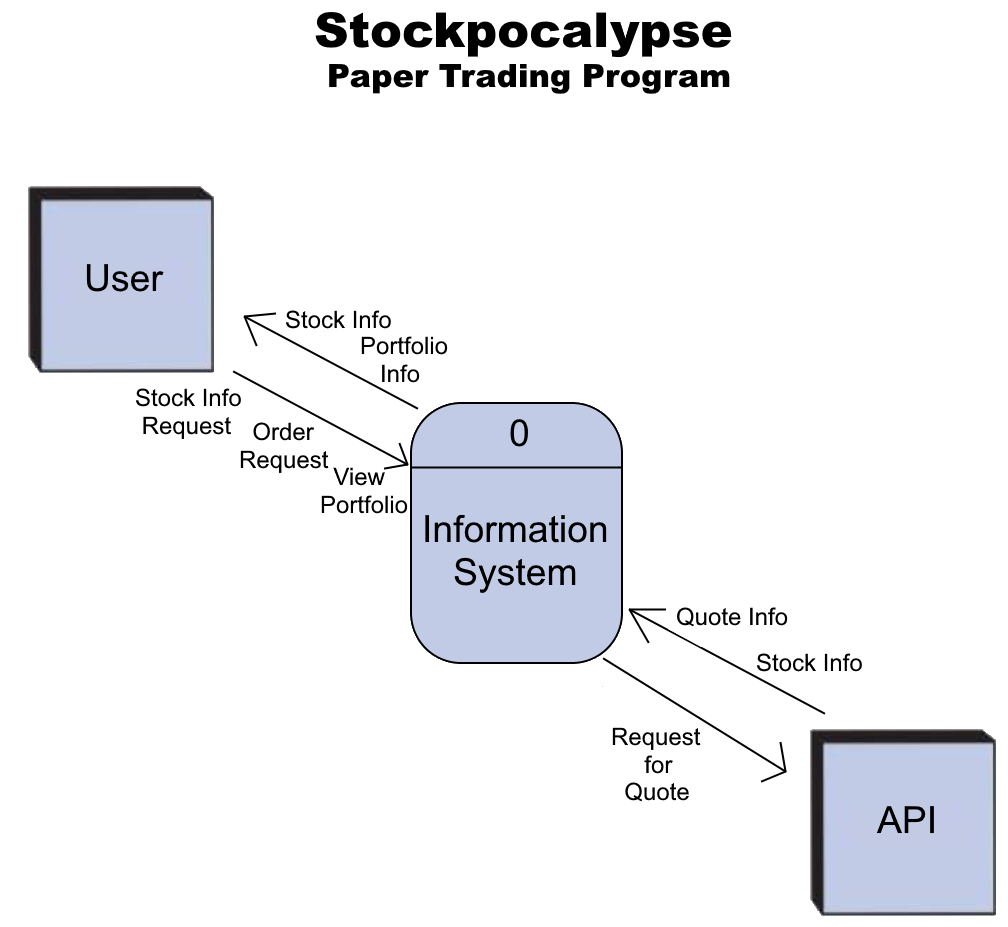 Stockpocalypse
Paper Trading Program
User
Stock Info
Portfolio
Info
Stock Info
Request
Order
Request
View
Portfolio
0
Information
System
Quote Info
Stock Info
Request
for
Quote
API